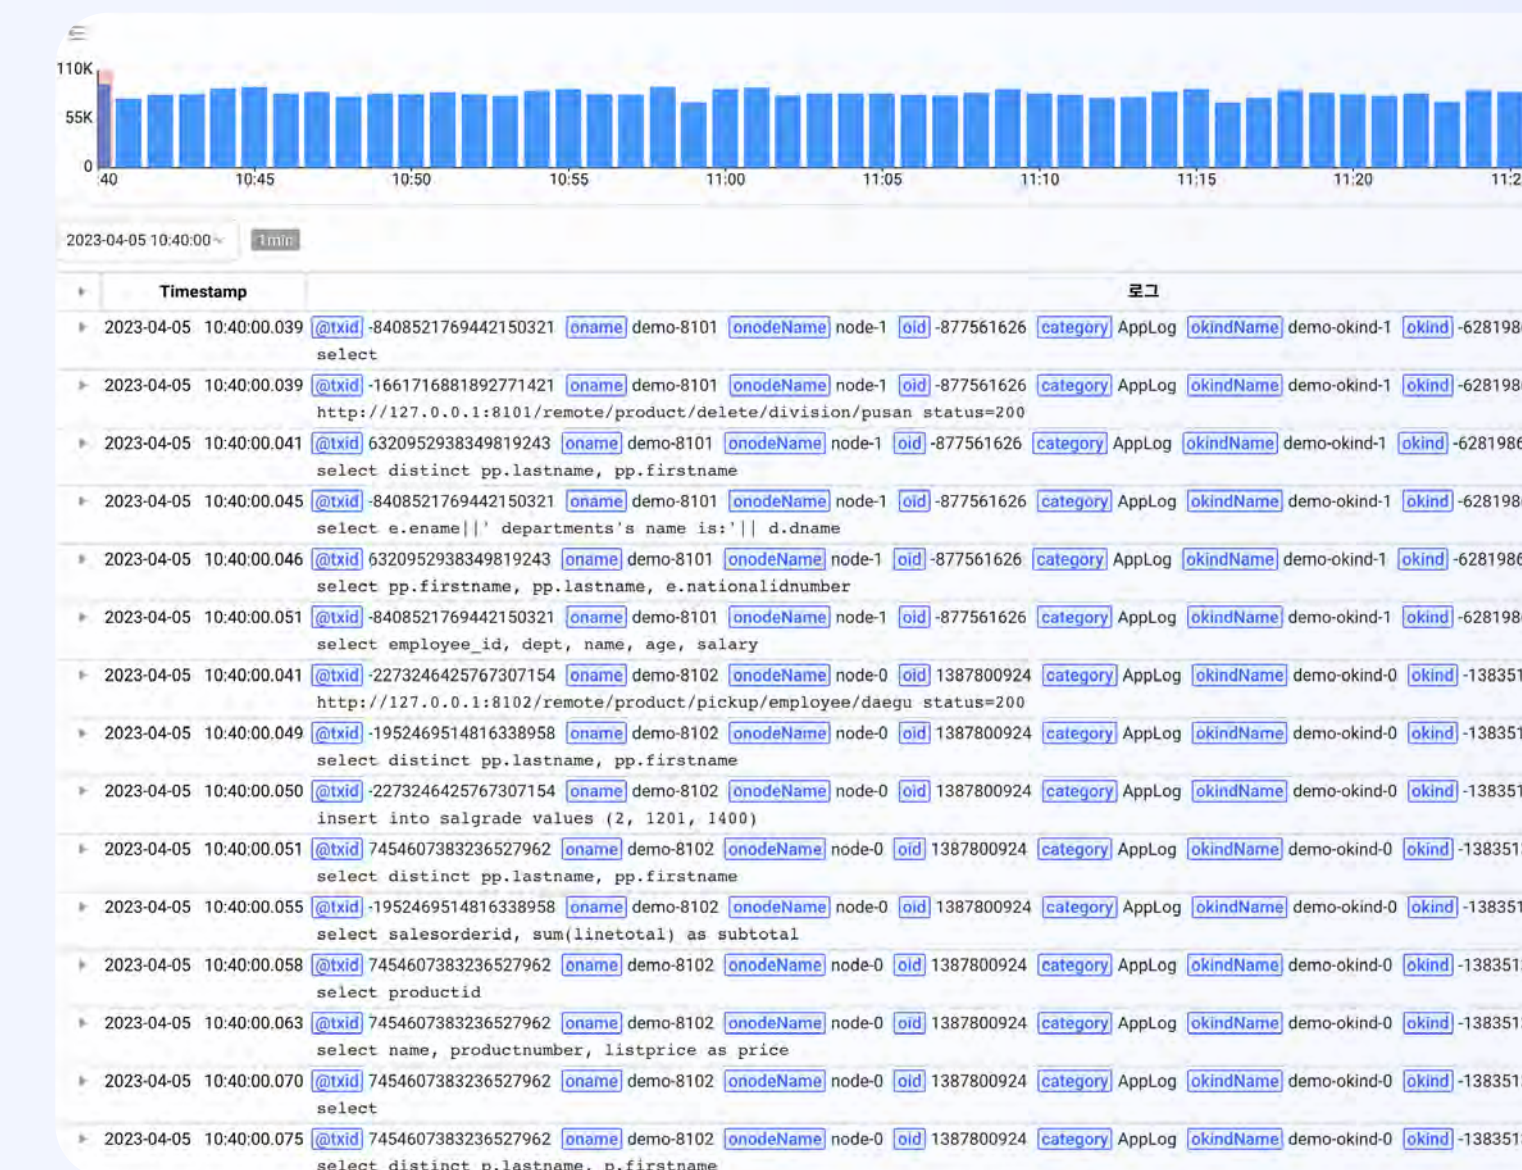 110K
55K
0
:40 10:45 10:50 10:55 11:00 11:05 11:10 11:15 11:20 11:2
2023-04-05 10:40:00~ 1min
Timestamp 로그
2023-04-05 10:40:00.039 @txid -8408521769442150321 oname demo-8101 onodeName node-1 oid -877561626 category AppLog okindName demo-okind-1 okind -628198
select
2023-04-05 10:40:00.039 @txid -1661716881892771421 oname demo-8101 onodeName node-1 oid -877561626 category AppLog okindName demo-okind-1 okind -628198
http://127.0.0.1:8101/remote/product/delete/division/pusan status=200
2023-04-05 10:40:00.041 @txid 6320952938349819243 oname demo-8101 onodeName node-1 oid -877561626 category AppLog okindName demo-okind-1 okind -6281986
select distinct pp.lastname, pp.firstname
2023-04-05 10:40:00.045 @txid -8408521769442150321 oname demo-8101 onodeName node-1 oid -877561626 category AppLog okindName demo-okind-1 okind -628198
select e.ename||' departments's name is:'|| d.dname
2023-04-05 10:40:00.046 @txid 6320952938349819243 oname demo-8101 onodeName node-1 oid -877561626 category AppLog okindName demo-okind-1 okind -6281986
select pp.firstname, pp.lastname, e.nationalidnumber
2023-04-05 10:40:00.051 @txid -8408521769442150321 oname demo-8101 onodeName node-1 oid -877561626 category AppLog okindName demo-okind-1 okind -628198
select employee_id, dept, name, age, salary
2023-04-05 10:40:00.041 @txid -2273246425767307154 oname demo-8102 onodeName node-0 oid 1387800924 category AppLog okindName demo-okind-0 okind -138351
http://127.0.0.1:8102/remote/product/pickup/employee/daegu status=200
2023-04-05 10:40:00.049 @txid -1952469514816338958 oname demo-8102 onodeName node-0 oid 1387800924 category AppLog okindName demo-okind-0 okind -138351
select distinct pp.lastname, pp.firstname
2023-04-05 10:40:00.050 @txid -2273246425767307154 oname demo-8102 onodeName node-0 oid 1387800924 category AppLog okindName demo-okind-0 okind -138351
insert into salgrade values (2, 1201, 1400)
2023-04-05 10:40:00.051 @txid 7454607383236527962 oname demo-8102 onodeName node-0 oid 1387800924 category AppLog okindName demo-okind-0 okind -138351
select distinct pp.lastname, pp.firstname
2023-04-05 10:40:00.055 @txid -1952469514816338958 oname demo-8102 onodeName node-0 oid 1387800924 category AppLog okindName demo-okind-0 okind -138351
select salesorderid, sum(linetotal) as subtotal
2023-04-05 10:40:00.058 @txid 7454607383236527962 oname demo-8102 onodeName node-0 oid 1387800924 category AppLog okindName demo-okind-0 okind -138351
select productid
2023-04-05 10:40:00.063 @txid 7454607383236527962 oname demo-8102 onodeName node-0 oid 1387800924 category AppLog okindName demo-okind-0 okind -138351
select name, productnumber, listprice as price
2023-04-05 10:40:00.070 @txid 7454607383236527962 oname demo-8102 onodeName node-0 oid 1387800924 category AppLog okindName demo-okind-0 okind -138351
select
2023-04-05 10:40:00.075 @txid 7454607383236527962 oname demo-8102 onodeName node-0 oid 1387800924 category AppLog okindName demo-okind-0 okind -138351
select distinct p.lastname, p.firstname